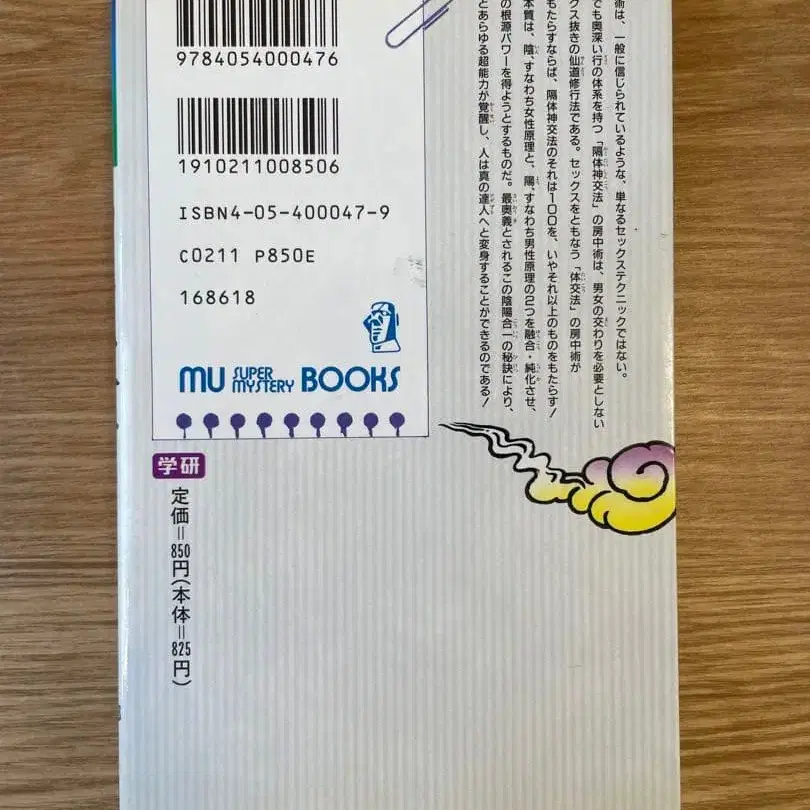 術は、一般に信じられているような、単なるセックステクニックではない。
でも奥深い行の体系を持つ「隔体神交法」の房中術は、男女の交わりを必要としない
クス抜きの仙道修行法である。セックスをともなう「体交法」の房中術が
もたらすならば、隔体神交法のそれは100を、いやそれ以上のものをもたらす!
本質は、陰、すなわち女性原理と、陽、すなわち男性原理の2つを融合・純化させ、
の根源パワーを得ようとするものだ。最奥義とされるこの陰陽合一の秘訣により、
とあらゆる超能力が覚醒し、人は真の達人へと変身することができるのである!
9784054000476
1910211008506
ISBN4-05-400047-9
C0211 P850E
168618
MU SUPER MYSTERY BOOKS
学研
定価=850円(本体=825円)